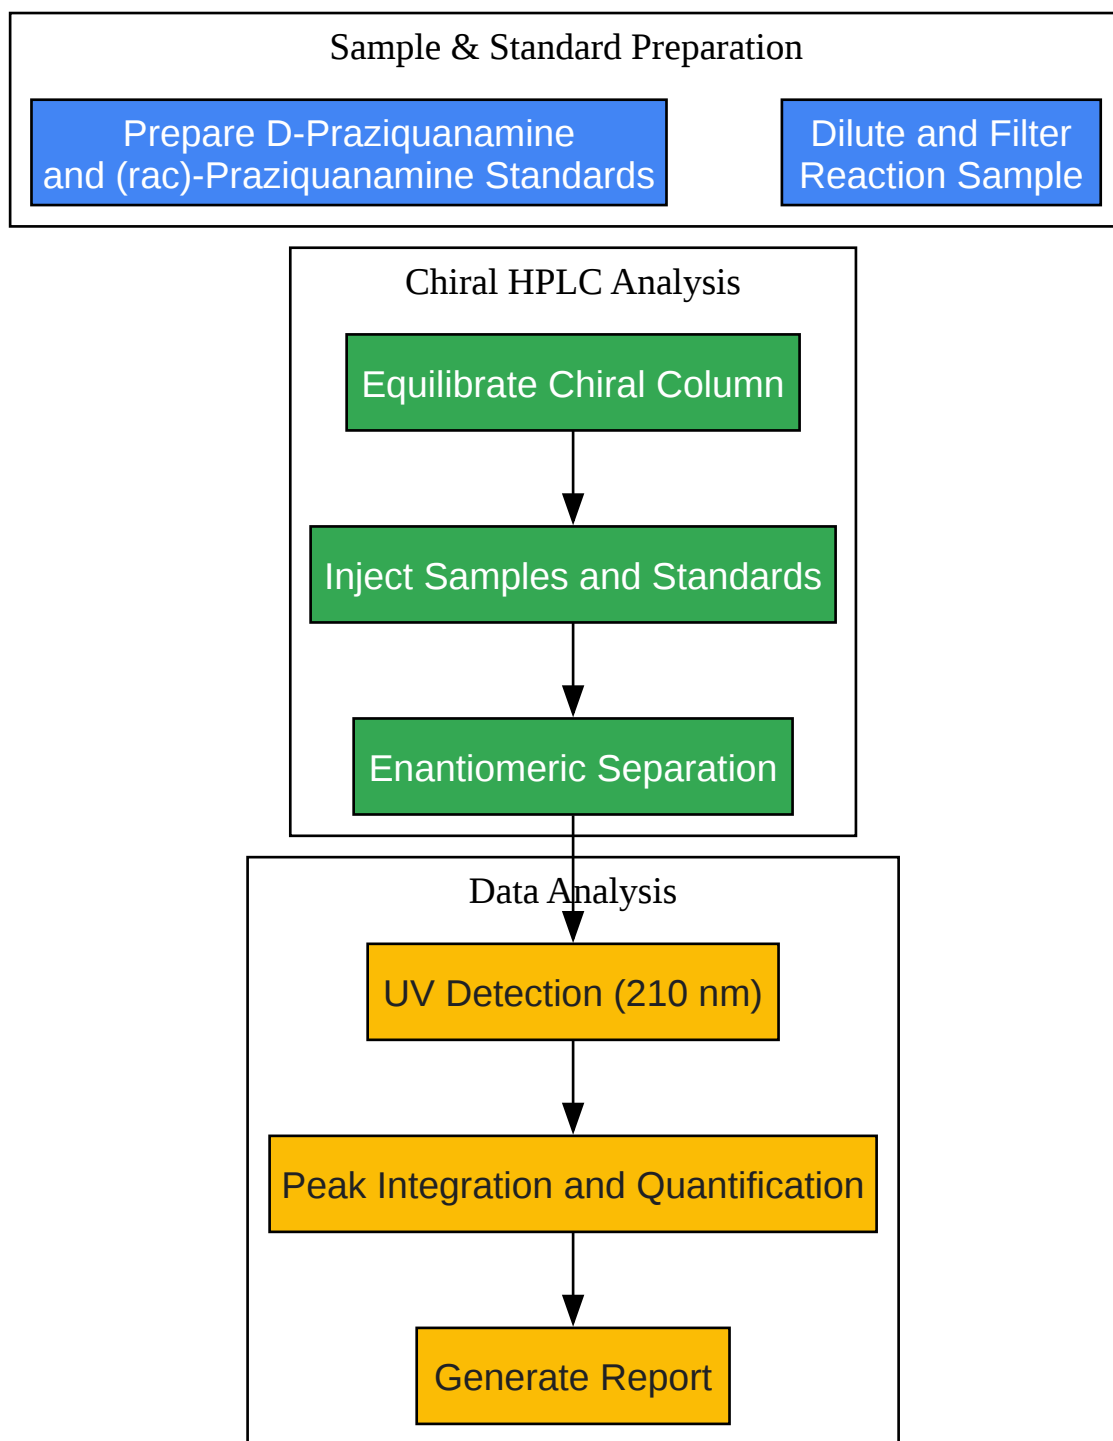 Sample & Standard Preparation
Prepare D-Praziquanamine
and (rac)-Praziquanamine Standards
Dilute and Filter
Reaction Sample
Chiral HPLC Analysis
Equilibrate Chiral Column
Inject Samples and Standards
Enantiomeric Separation
Data Analysis
UV Detection (210 nm)
Peak Integration and Quantification
Generate Report